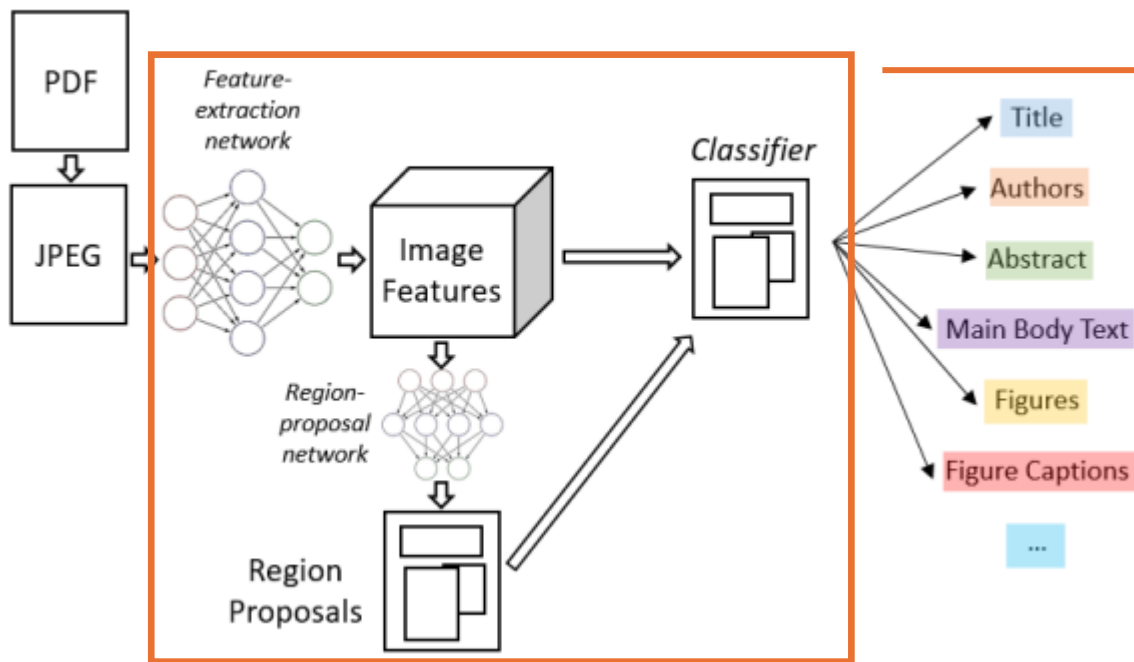 PDF
JPEG
Feature-
extraction
network
Image
Features
Region-
proposal
network
Region
Proposals
Classifier
Title
Authors
Abstract
Main Body Text
Figures
Figure Captions
...